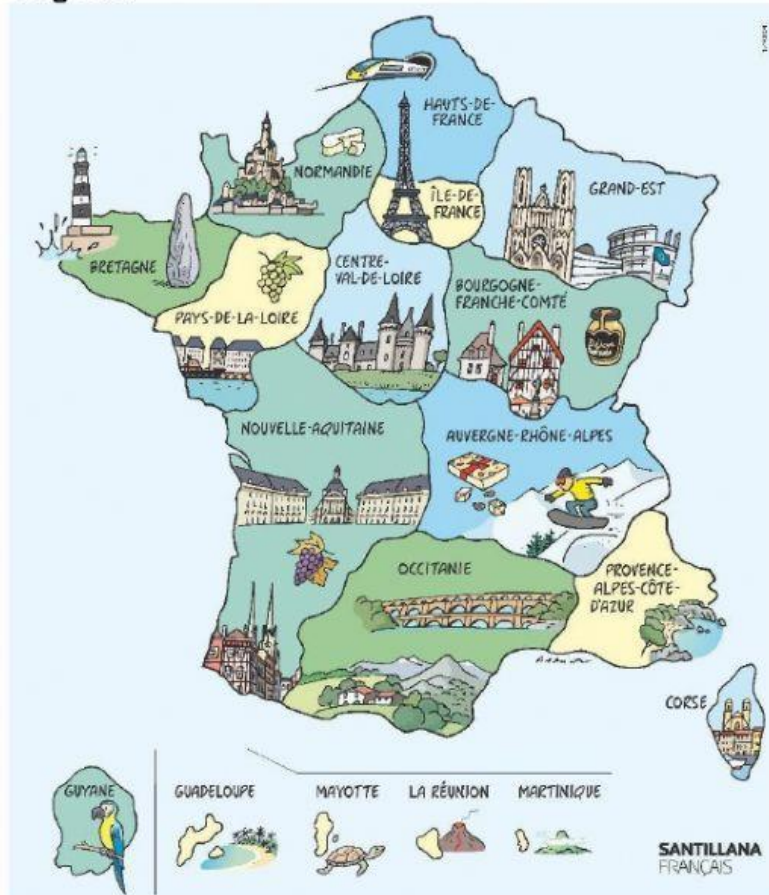 HAUTS-DE-
FRANCE
NORMANDIE
ÎLE-DE-
FRANCE
GRAND-EST
BRETAGNE
CENTRE-
VAL-DE-LOIRE
BOURGOGNE-
FRANCHE-COMTÉ
PAYS-DE-LA-LOIRE
NOUVELLE-AQUITAINE
AUVERGNE-RHÔNE-ALPES
OCCITANIE
PROVENCE-
ALPES-CÔTE-
D'AZUR
CORSE
GUYANE
GUADELOUPE
MAYOTTE
LA RÉUNION
MARTINIQUE
SANTILLANA
FRANÇAIS